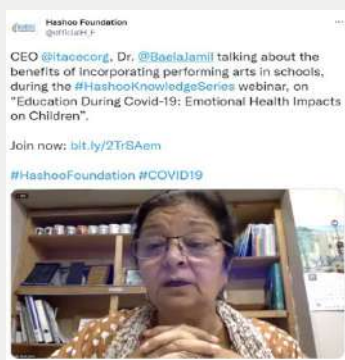 Hashoo Foundation
CEO @itacecorg, Dr. @BaelaJamil talking about the
benefits of incorporating performing arts in schools,
during the #HashooKnowledgeSeries webinar, on
"Education During Covid-19: Emotional Health Impacts
on Children".
Join now: bit.ly/2TrSAem
#HashooFoundation #COVID19